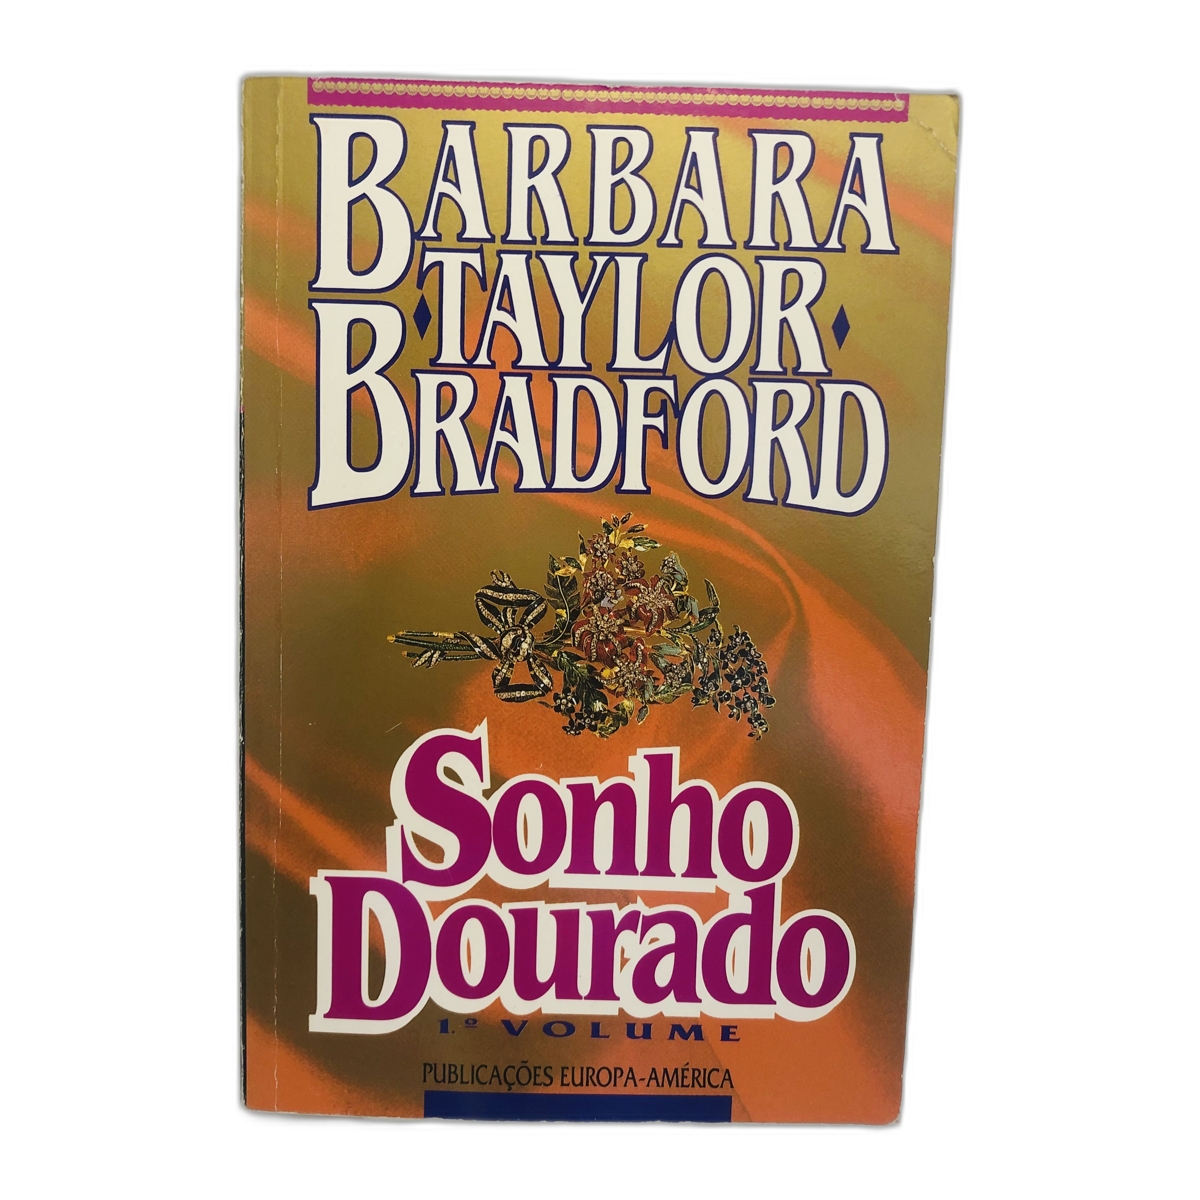 BARBARA
TAYLOR
BRADFORD
Sonho
Dourado
1.º VOLUME
PUBLICAÇÕES EUROPA-AMÉRICA